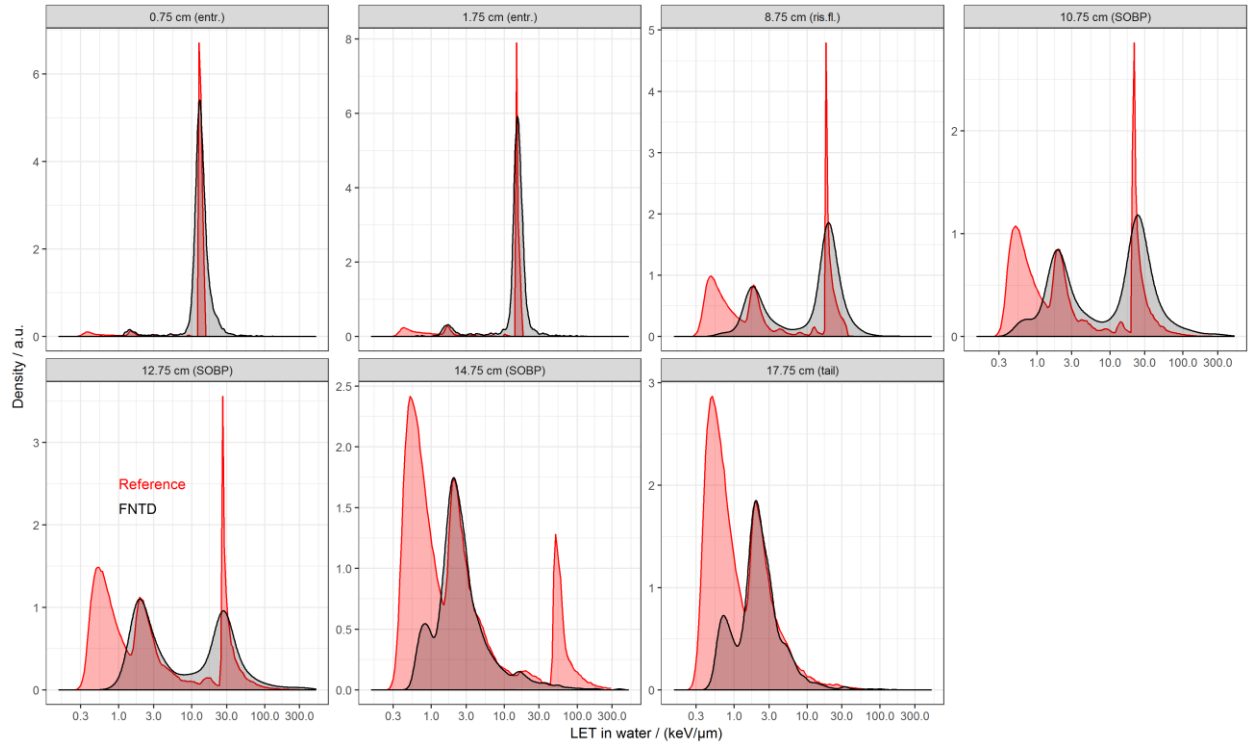 0.75 cm (entr.)
1.75 cm (entr.)
8.75 cm (ris.fl.)
10.75 cm (SOBP)
6
4
2
0
8
6
4
2
0
5
4
3
2
1
0
2
1
0
0.3 1.0 3.0 10.0 30.0 100.0 300.0
12.75 cm (SOBP)
14.75 cm (SOBP)
17.75 cm (tail)
Density / a.u.
3
2
1
0
Reference
FNTD
2.5
2.0
1.5
1.0
0.5
0.0
3
2
1
0
0.3 1.0 3.0 10.0 30.0 100.0 300.0
0.3 1.0 3.0 10.0 30.0 100.0 300.0
0.3 1.0 3.0 10.0 30.0 100.0 300.0
LET in water / (keV/µm)